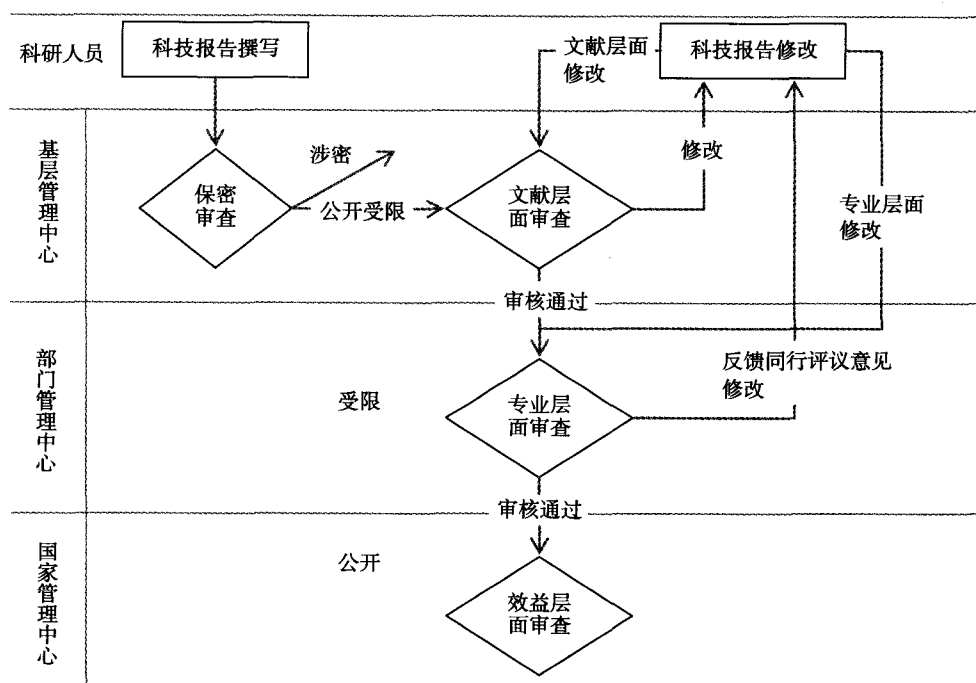 科研人员
科技报告撰写
文献层面
修改
科技报告修改
基层管理中心
保密
审查
涉密
公开受限
文献层
面审查
修改
专业层面
修改
审核通过
部门管理中心
受限
专业层
面审查
反馈同行评议意见
修改
审核通过
国家管理中心
公开
效益层
面审查